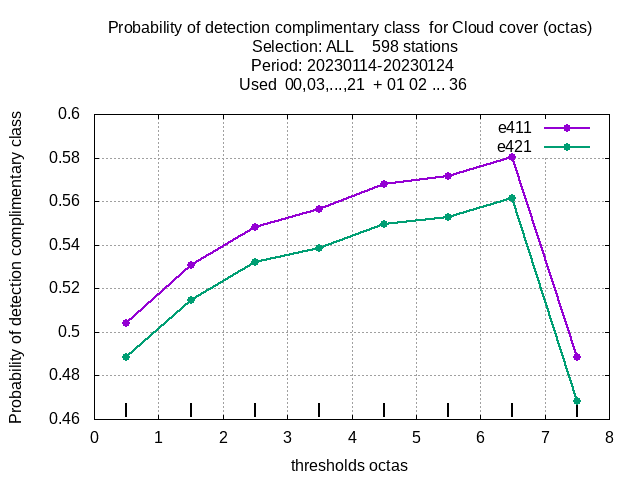 Probability of detection complimentary class  for Cloud cover (octas)
Selection: ALL    598 stations
Period: 20230114-20230124
Used  00,03,...,21  + 01 02 ... 36
Probability of detection complimentary class
0.6
0.58
0.56
0.54
0.52
0.5
0.48
0.46
e411
e421
0 1 2 3 4 5 6 7 8
thresholds octas